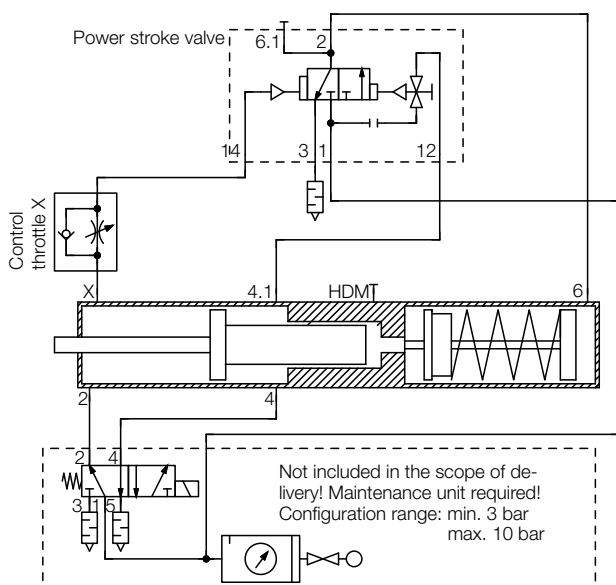 Power stroke valve
6.1
2
14
3
1
12
Control
throttle X
X
4.1
HDM
6
2
4
2
4
3
1
5
Not included in the scope of de-
livery! Maintenance unit required!
Configuration range: min. 3 bar
max. 10 bar